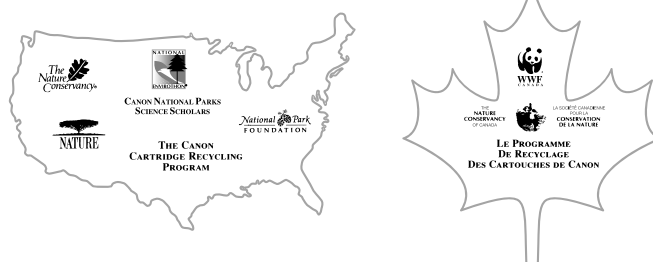 The
Nature
Conservancy®
NATIONAL
ENVIROTHON
CANON NATIONAL PARKS
SCIENCE SCHOLARS
NATURE
National Park
FOUNDATION
THE CANON
CARTRIDGE RECYCLING
PROGRAM
WWF
CANADA
THE
NATURE
CONSERVANCY
OF CANADA
LA SOCIÉTÉ CANADIENNE
POUR LA
CONSERVATION
DE LA NATURE
LE PROGRAMME
DE RECYCLAGE
DES CARTOUCHES DE CANON